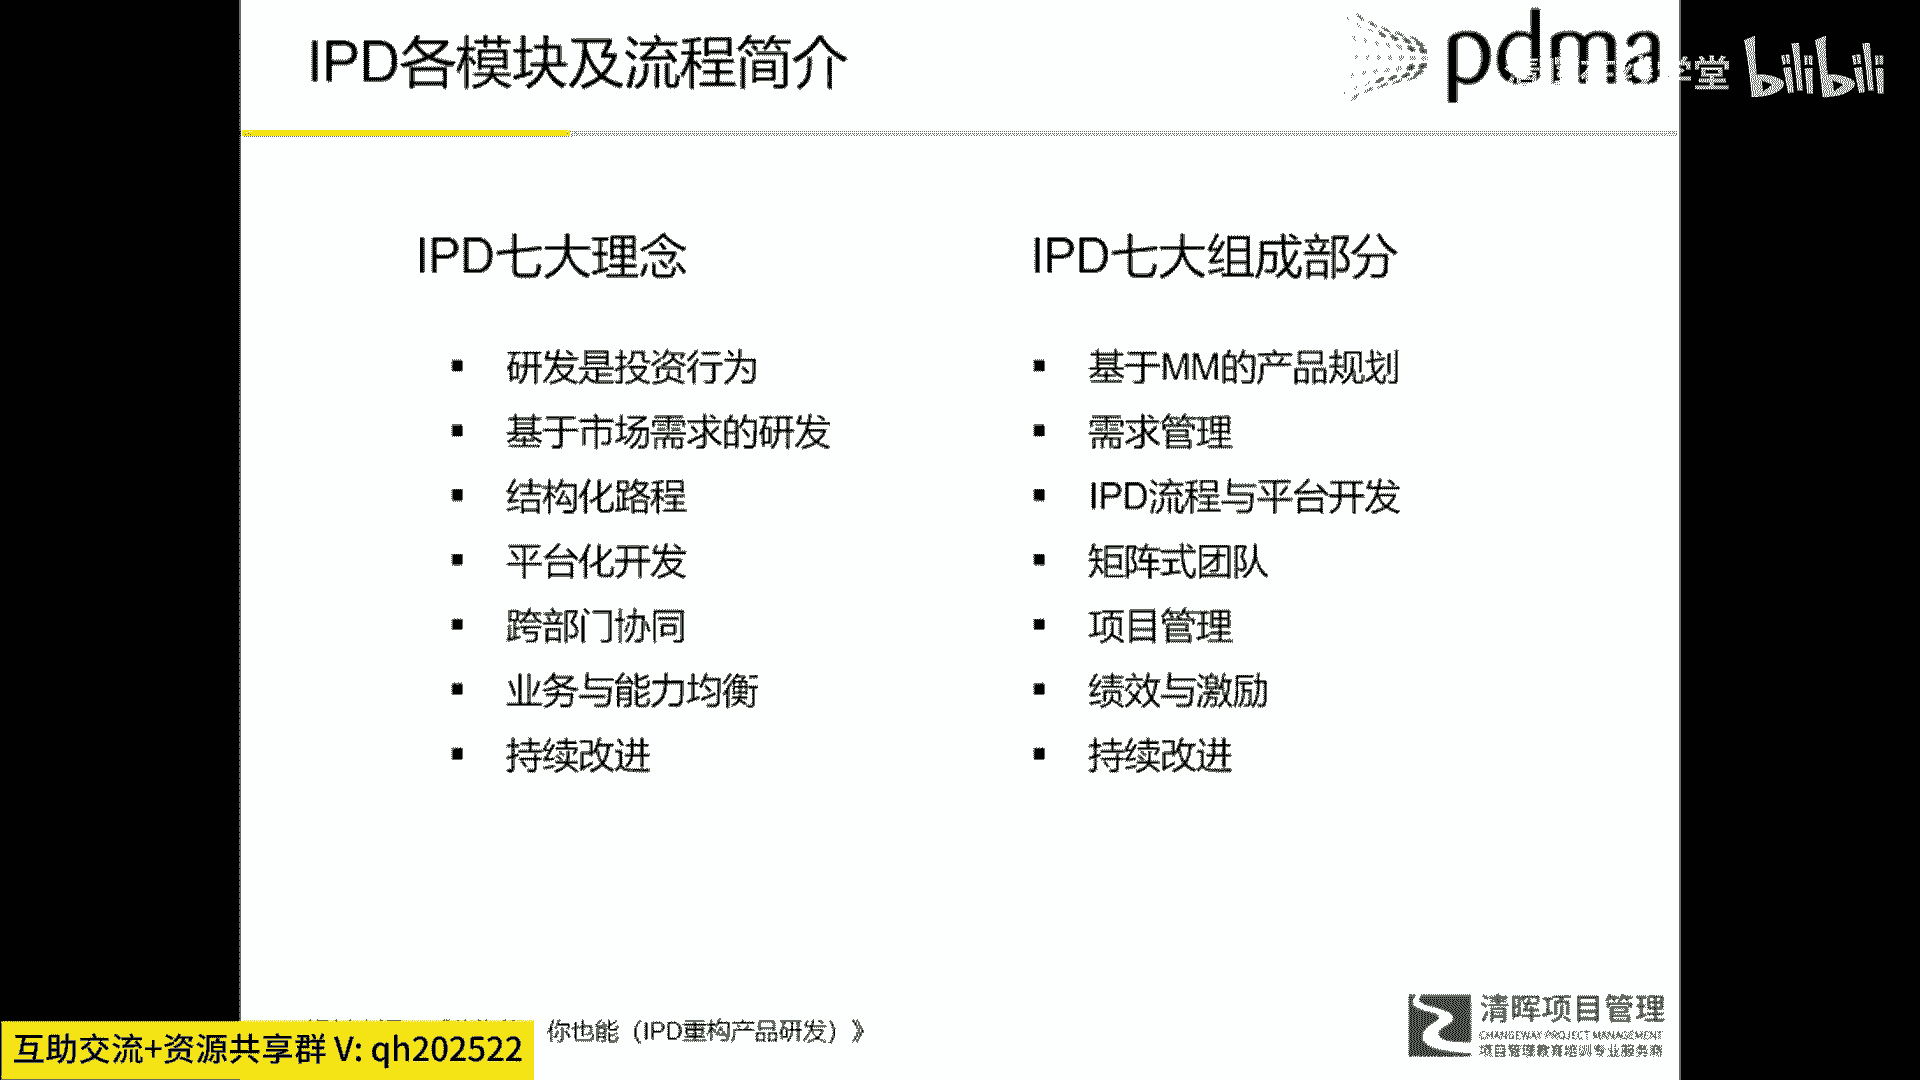 IPD各模块及流程简介
pdma
学堂 bilibili
IPD七大理念
研发是投资行为
基于市场需求的研发
结构化路程
平台化开发
跨部门协同
业务与能力均衡
持续改进
IPD七大组成部分
基于MM的产品规划
需求管理
IPD流程与平台开发
矩阵式团队
项目管理
绩效与激励
持续改进
你也能（IPD重构产品研发）》
互助交流+资源共享群 V: qh202522
清晖项目管理
CHANGEWAY PROJECT MANAGEMENT
项目管理教育培训专业服务商